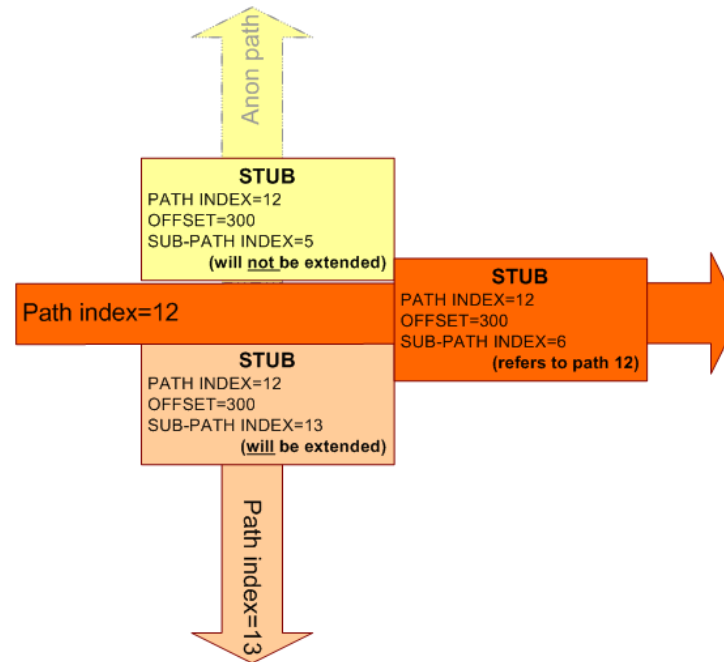 Anon path
STUB
PATH INDEX=12
OFFSET=300
SUB-PATH INDEX=5
(will not be extended)
Path index=12
STUB
PATH INDEX=12
OFFSET=300
SUB-PATH INDEX=6
(refers to path 12)
STUB
PATH INDEX=12
OFFSET=300
SUB-PATH INDEX=13
(will be extended)
Path index=13